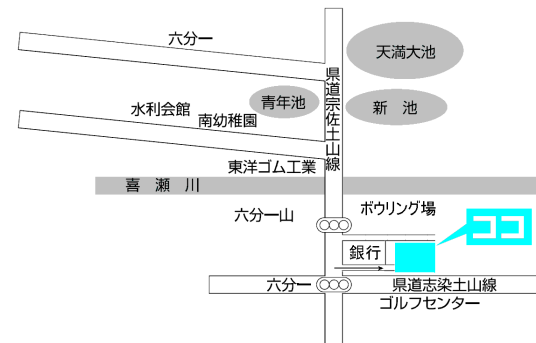 六分一
天満大池
県道宗佐土山線
青年池
新　池
水利会館
南幼稚園
東洋ゴム工業
喜　瀬　川
六分一山
ボウリング場
ココ
銀行
六分一
県道志染土山線
ゴルフセンター